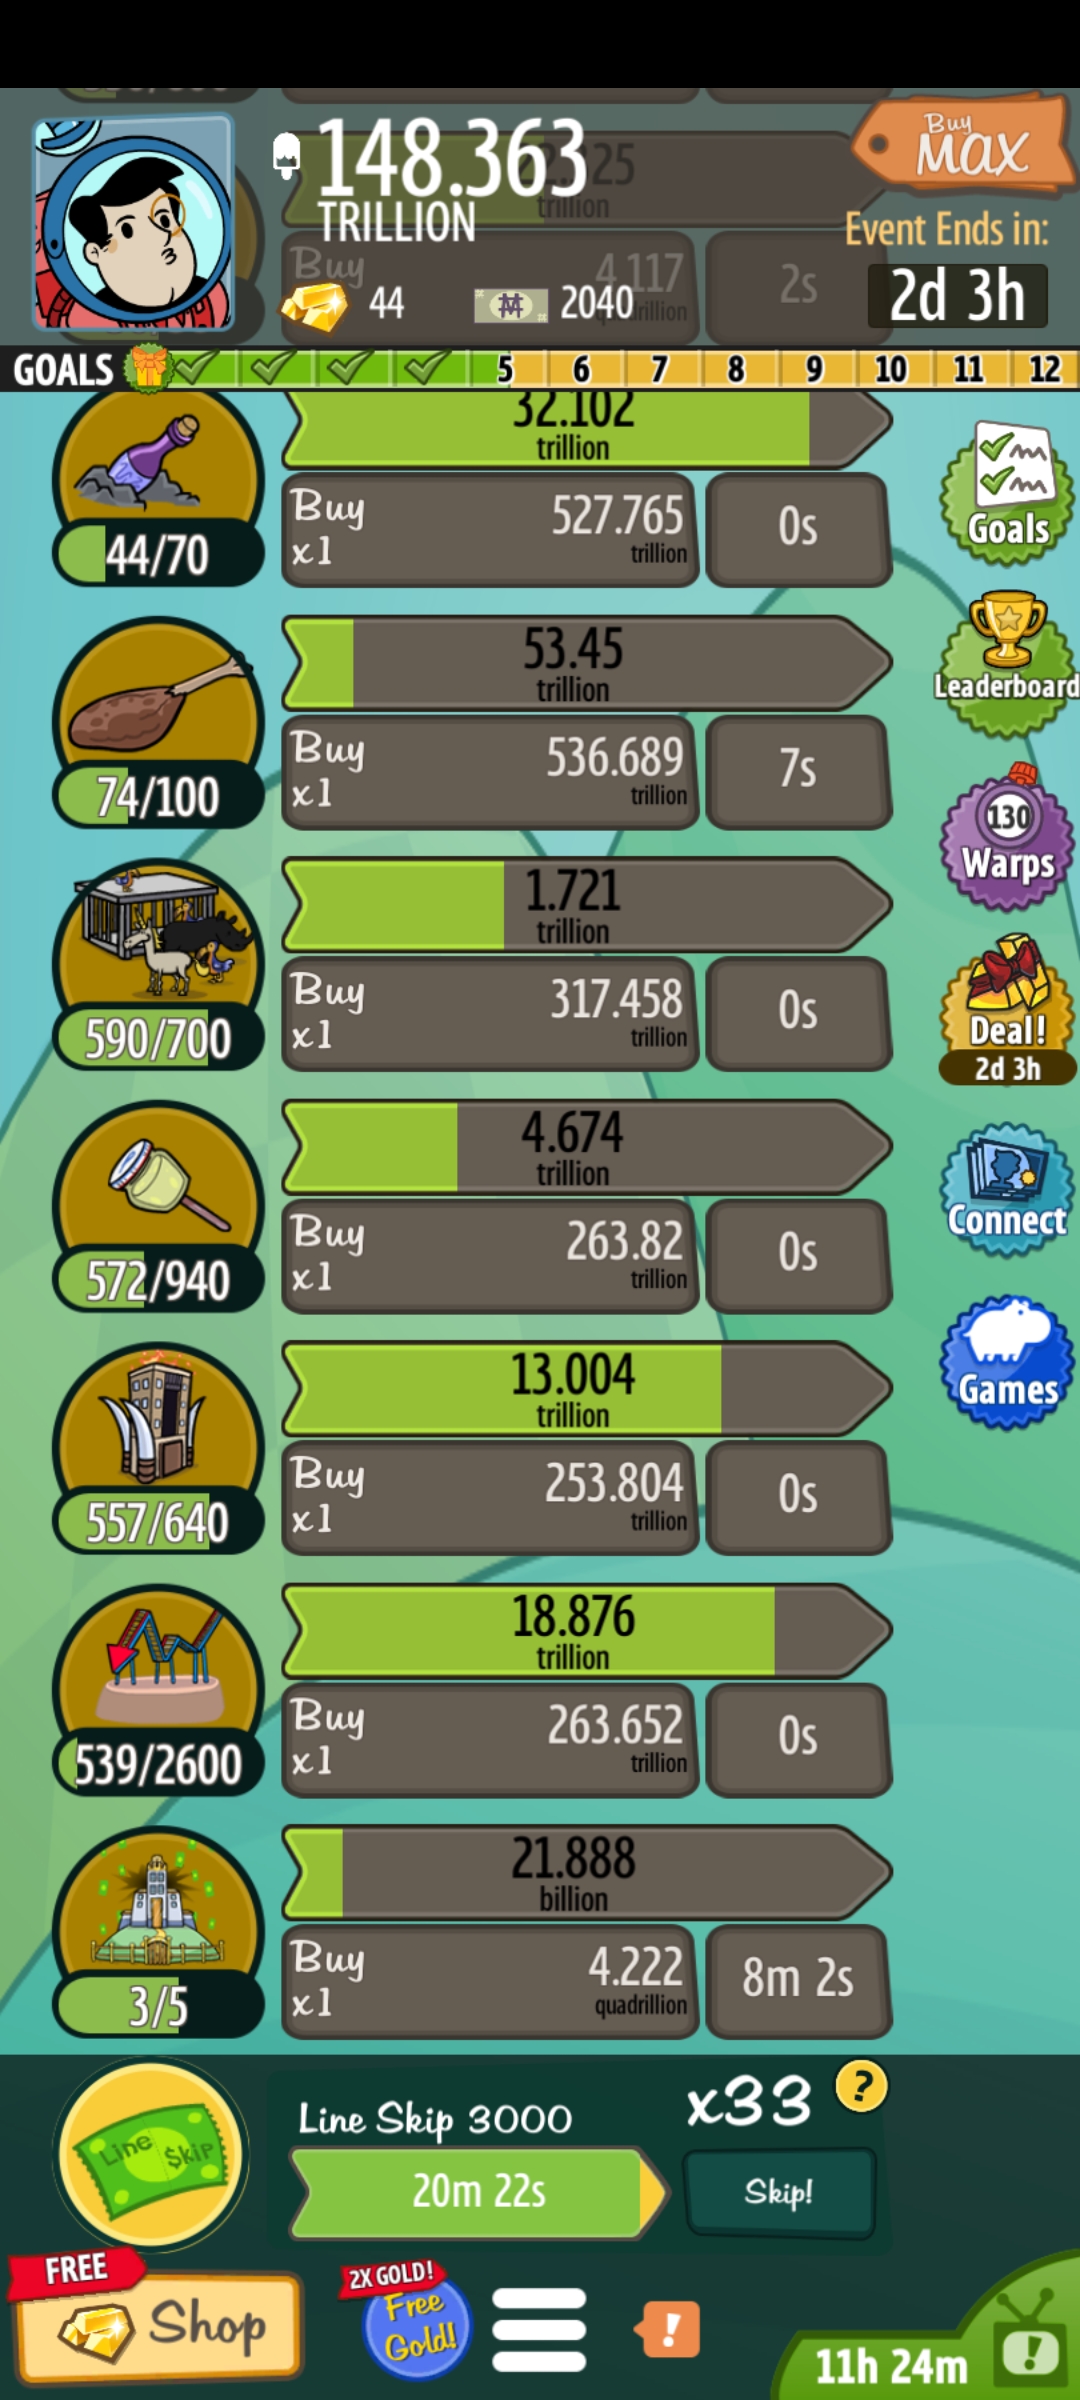 148.363
TRILLION
Buy
MAX
trillion
Event Ends in:
Buy
4.117
2s
44
2040
2d 3h
GOALS
5
6
7
8
9
10
11
12
32.102
trillion
Buy
x1
527.765
trillion
0s
44/70
Goals
53.45
trillion
Buy
x1
536.689
trillion
7s
74/100
Leaderboard
1.721
trillion
Buy
x1
317.458
trillion
0s
590/700
130
Warps
4.674
trillion
Buy
x1
263.82
trillion
0s
572/940
Deal!
2d 3h
13.004
trillion
Buy
x1
253.804
trillion
0s
557/640
Connect
18.876
trillion
Buy
x1
263.652
trillion
0s
539/2600
Games
21.888
billion
Buy
x1
4.222
quadrillion
8m 2s
3/5
Line Skip 3000
x33
?
Line $kip
20m 22s
Skip!
FREE
Shop
2X GOLD!
Free
Gold!
!
11h 24m
!